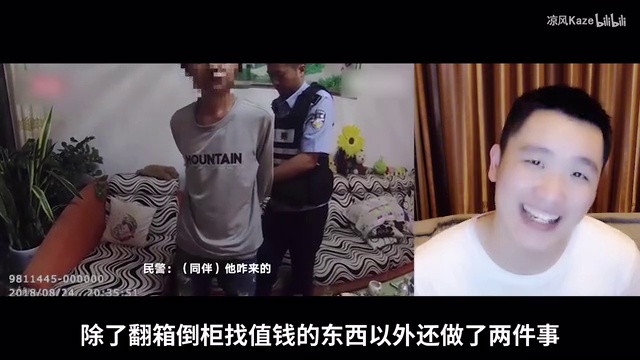 凉风Kaze bilibili
MOUNTAIN
民警：（同伴）他咋来的
9811445-000000
2018/08/24 20:35:51
除了翻箱倒柜找值钱的东西以外还做了两件事